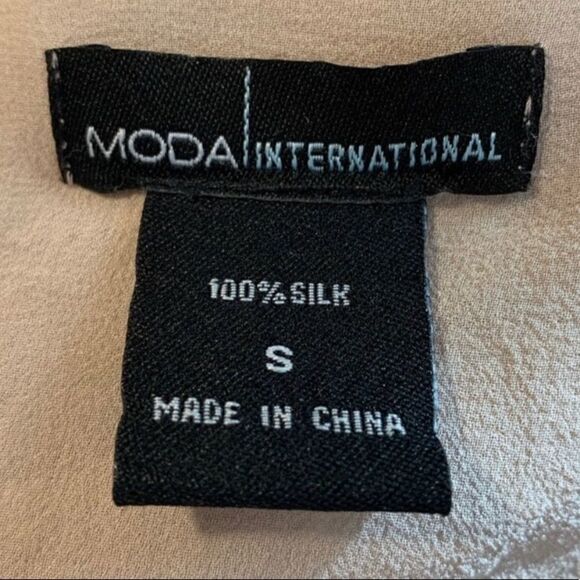 MODA INTERNATIONAL
100% SILK
S
MADE IN CHINA